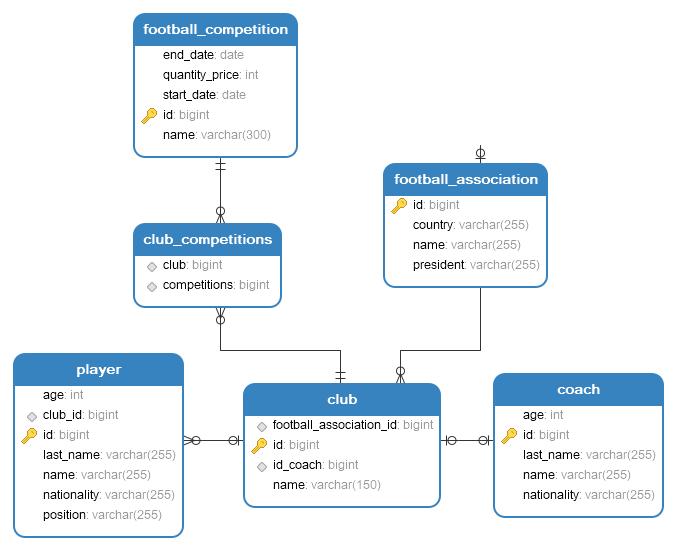 football_competition
end_date: date
quantity_price: int
start_date: date
id: bigint
name: varchar(300)
football_association
id: bigint
country: varchar(255)
name: varchar(255)
president: varchar(255)
club_competitions
club: bigint
competitions: bigint
player
age: int
club_id: bigint
id: bigint
last_name: varchar(255)
name: varchar(255)
nationality: varchar(255)
position: varchar(255)
club
football_association_id: bigint
id: bigint
id_coach: bigint
name: varchar(150)
coach
age: int
id: bigint
last_name: varchar(255)
name: varchar(255)
nationality: varchar(255)